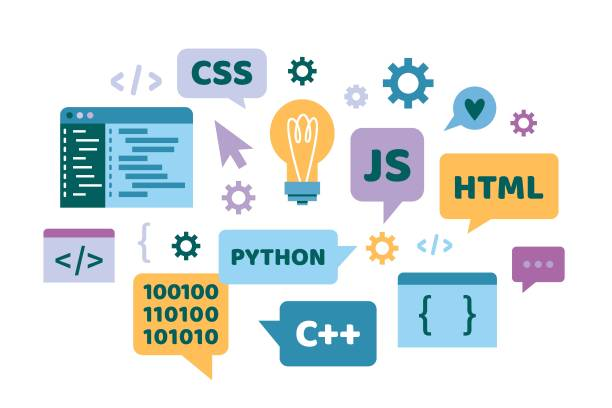 </>
CSS
JS
HTML
</>
{
PYTHON
</>
100100
110100
101010
C++
{ }